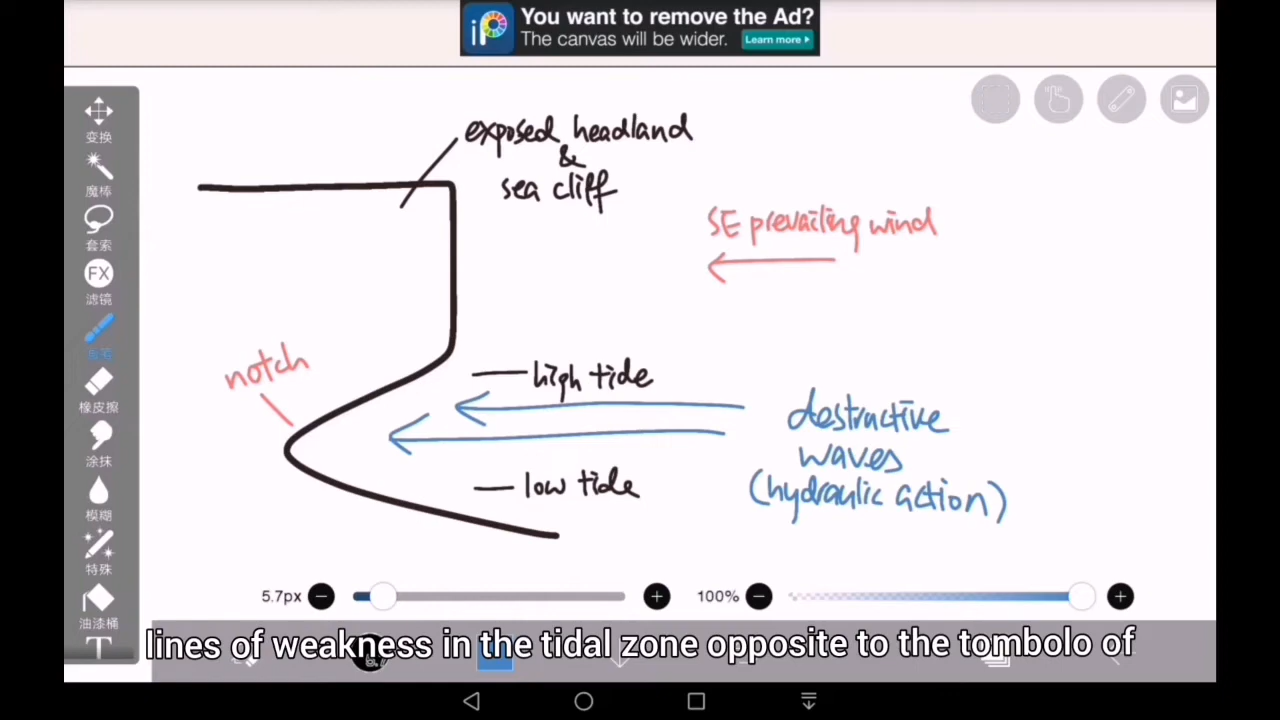 You want to remove the Ad?
The canvas will be wider.
Learn more
iP
变换
魔棒
套索
FX
滤镜
橡皮擦
涂抹
模糊
特殊
油漆桶
T
exposed headland
&
sea cliff
SE prevailing wind
notch
high tide
low tide
destractive
waves
(hydraulic action)
5.7px
100%
lines of weakness in the tidal zone opposite to the tombolo of